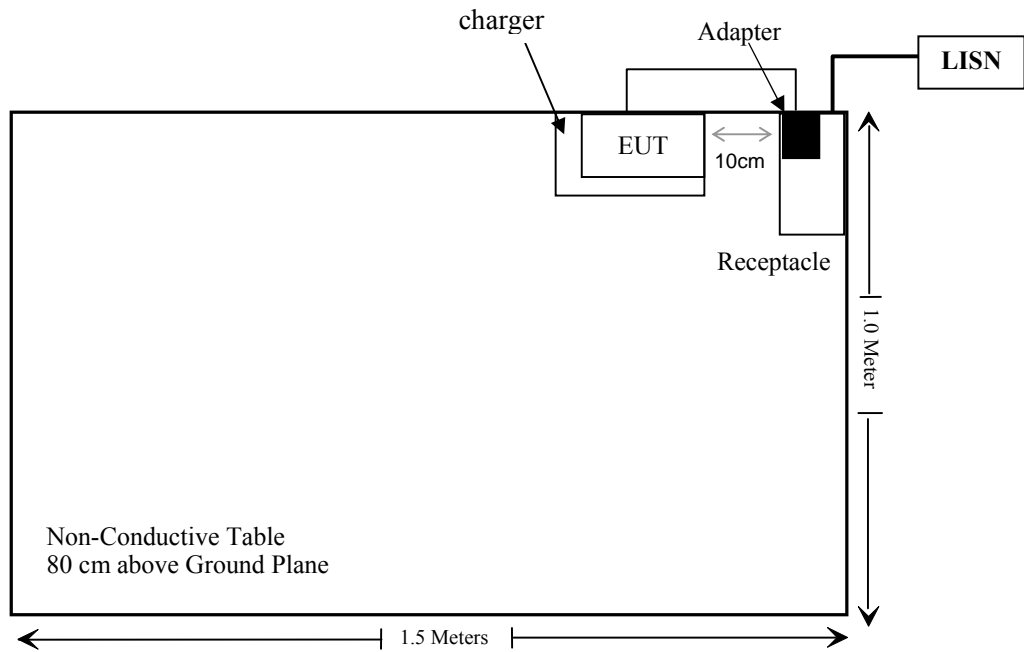 charger
Adapter
LISN
EUT
10cm
Receptacle
1.0 Meter
Non-Conductive Table
80 cm above Ground Plane
1.5 Meters